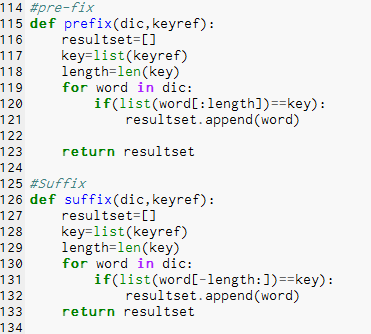 114 #pre-fix
115 def prefix(dic,keyref):
116     resultset=[]
117     key=list(keyref)
118     length=len(key)
119     for word in dic:
120         if(list(word[:length])==key):
121             resultset.append(word)
122
123     return resultset
124
125 #Suffix
126 def suffix(dic,keyref):
127     resultset=[]
128     key=list(keyref)
129     length=len(key)
130     for word in dic:
131         if(list(word[-length:])==key):
132             resultset.append(word)
133     return resultset
134